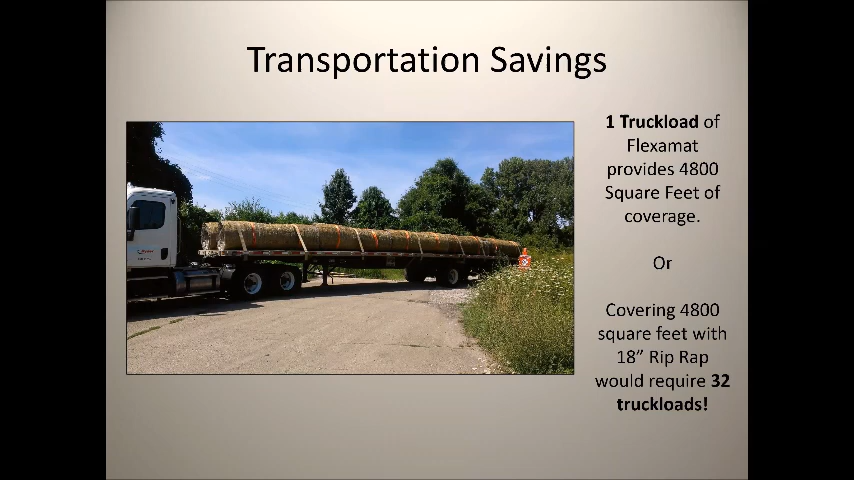 Transportation Savings
1 Truckload of
Flexamat
provides 4800
Square Feet of
coverage.
Or
Covering 4800
square feet with
18” Rip Rap
would require 32
truckloads!